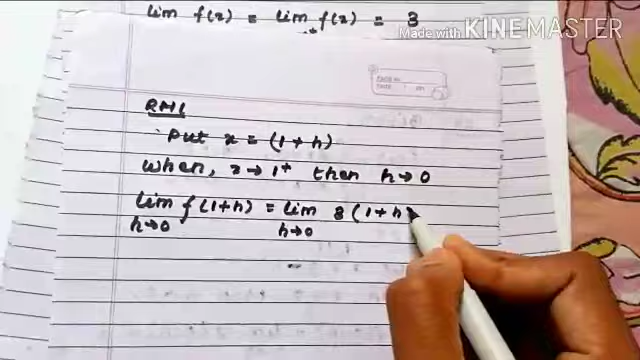 lim f(x) = lim f(x) = 3
Made with KINEMASTER
RHL
Put x = (1+h)
when, x→1⁺ then h→0
lim f(1+h) = lim 3(1+h)
h→0 h→0